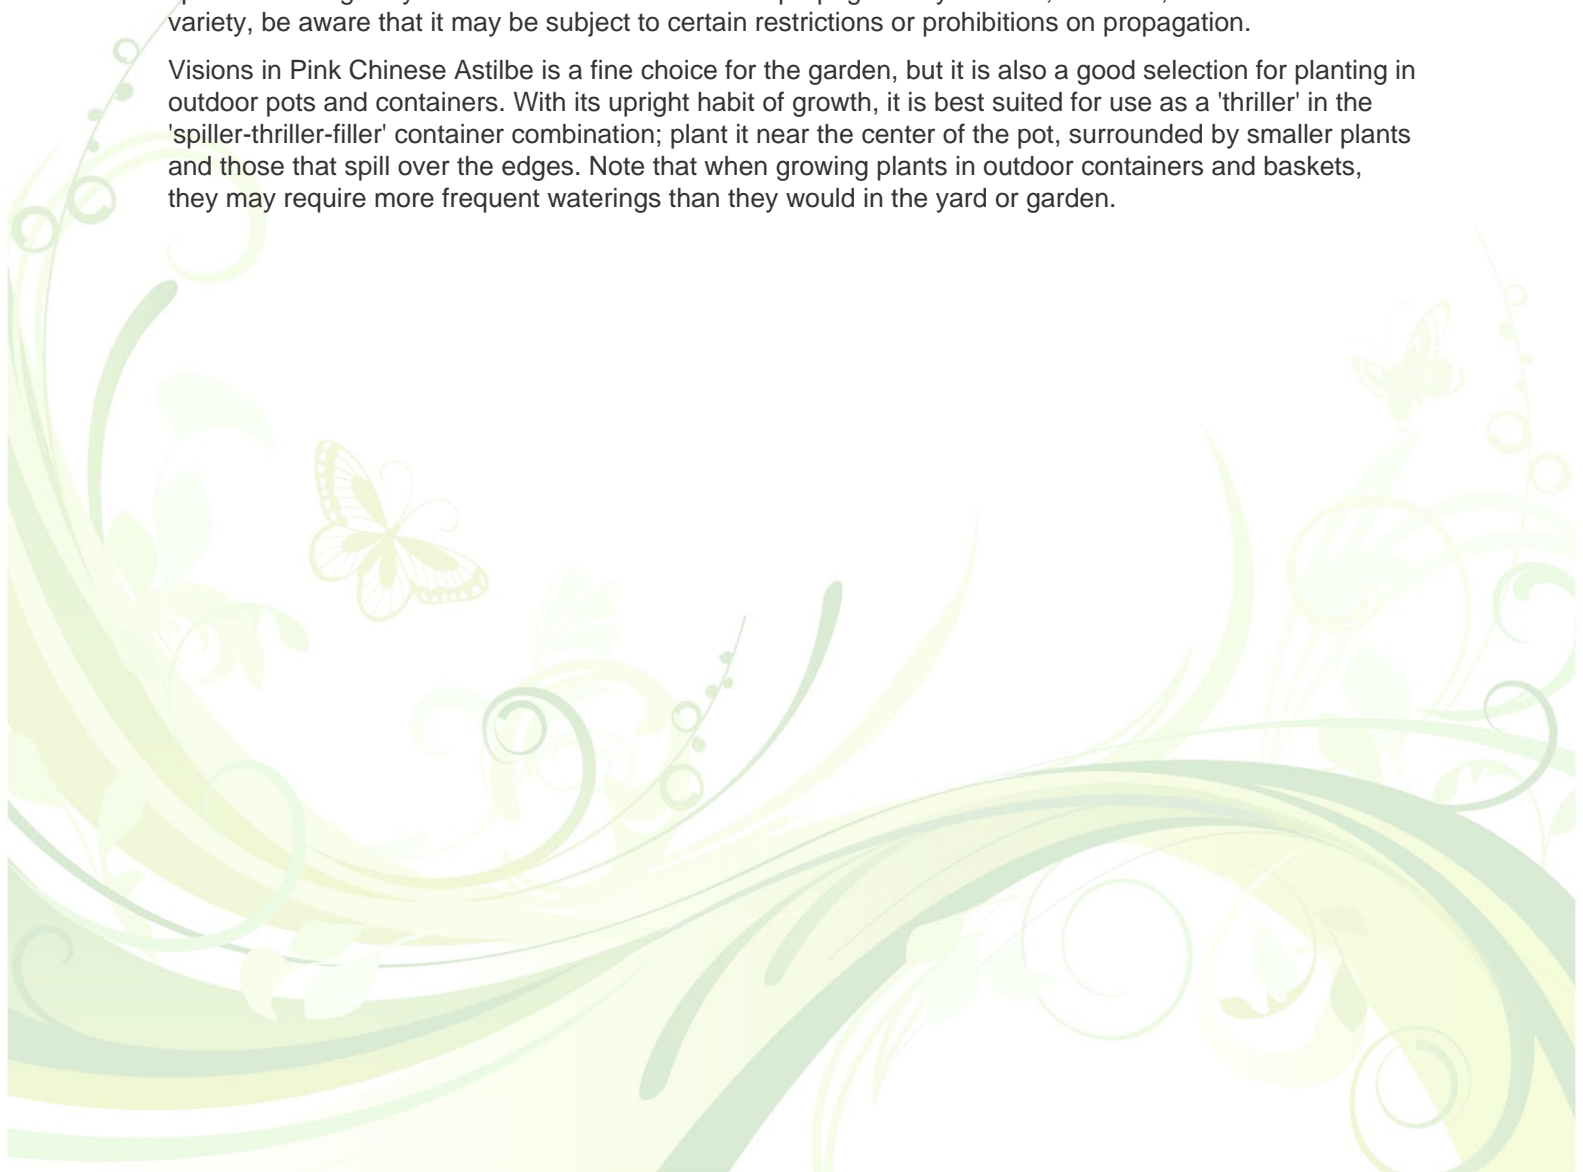 variety, be aware that it may be subject to certain restrictions or prohibitions on propagation.
Visions in Pink Chinese Astilbe is a fine choice for the garden, but it is also a good selection for planting in
outdoor pots and containers. With its upright habit of growth, it is best suited for use as a 'thriller' in the
'spiller-thriller-filler' container combination; plant it near the center of the pot, surrounded by smaller plants
and those that spill over the edges. Note that when growing plants in outdoor containers and baskets,
they may require more frequent waterings than they would in the yard or garden.